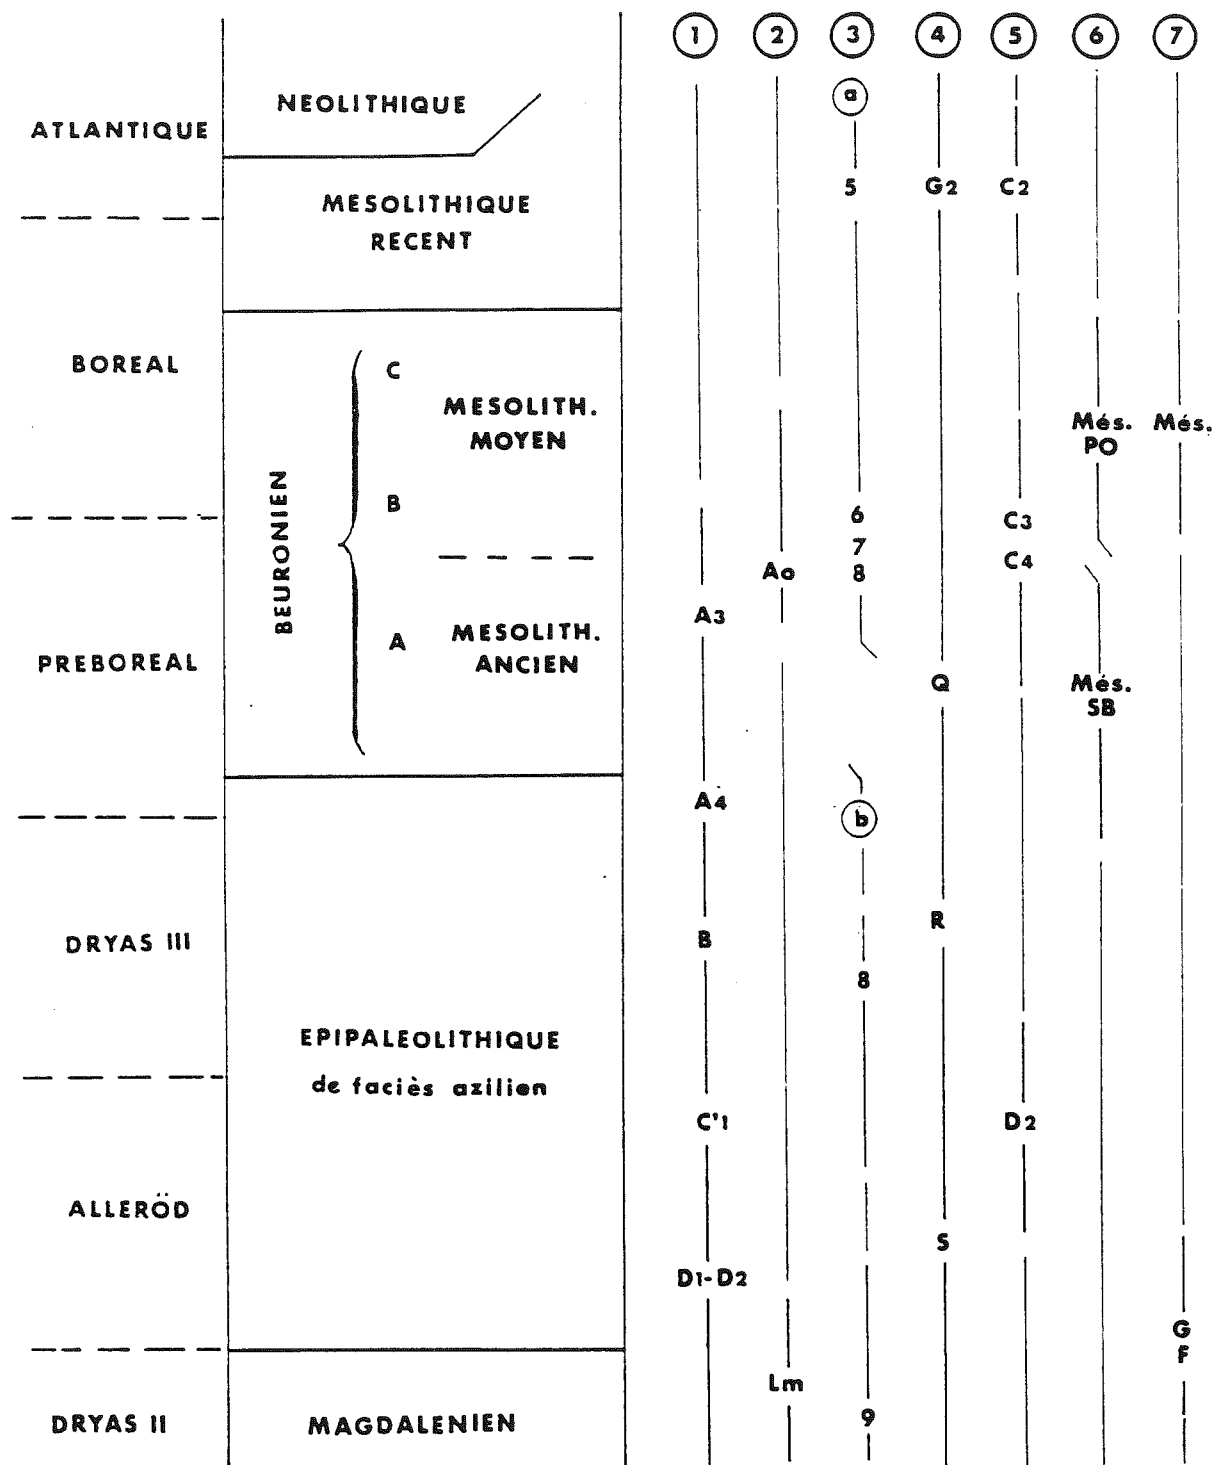 1 2 3 4 5 6 7
a
NEOLITHIQUE
ATLANTIQUE
5 G2 C2
MESOLITHIQUE
RECENT
BOREAL
C
MESOLITH.
MOYEN
Més. Més.
PO
BEURONIEN
B
6 C3
7
C4
Ao 8
A3
A
MESOLITH.
ANCIEN
PREBOREAL
Q Més.
SB
A4
b
R
DRYAS III
B
8
EPIPALEOLITHIQUE
de faciès azilien
C'1 D2
ALLERÖD
S
D1-D2
G
F
Lm
9
DRYAS II
MAGDALENIEN